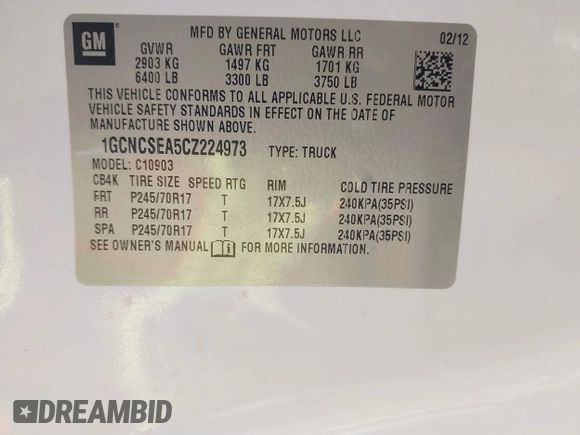 GM
MFD BY GENERAL MOTORS LLC
02/12
GVWR GAWR FRT GAWR RR
2903 KG 1497 KG 1701 KG
6400 LB 3300 LB 3750 LB
THIS VEHICLE CONFORMS TO ALL APPLICABLE U.S. FEDERAL MOTOR
VEHICLE SAFETY STANDARDS IN EFFECT ON THE DATE OF
MANUFACTURE SHOWN ABOVE.
1GCNCSEA5CZ224973 TYPE: TRUCK
MODEL: C10903
CB4K TIRE SIZE SPEED RTG RIM COLD TIRE PRESSURE
FRT P245/70R17 T 17X7.5J 240KPA(35PSI)
RR P245/70R17 T 17X7.5J 240KPA(35PSI)
SPA P245/70R17 T 17X7.5J 240KPA(35PSI)
SEE OWNER'S MANUAL FOR MORE INFORMATION.
DREAMBID